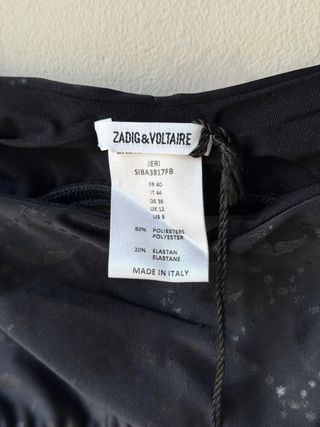 ZADIG&VOLTAIRE
JERI
SIBA3817FB
FR 40
IT 44
DE 38
UK 12
US 8
80% POLIESTERE
POLYESTER
20% ELASTAN
ELASTANE
MADE IN ITALY